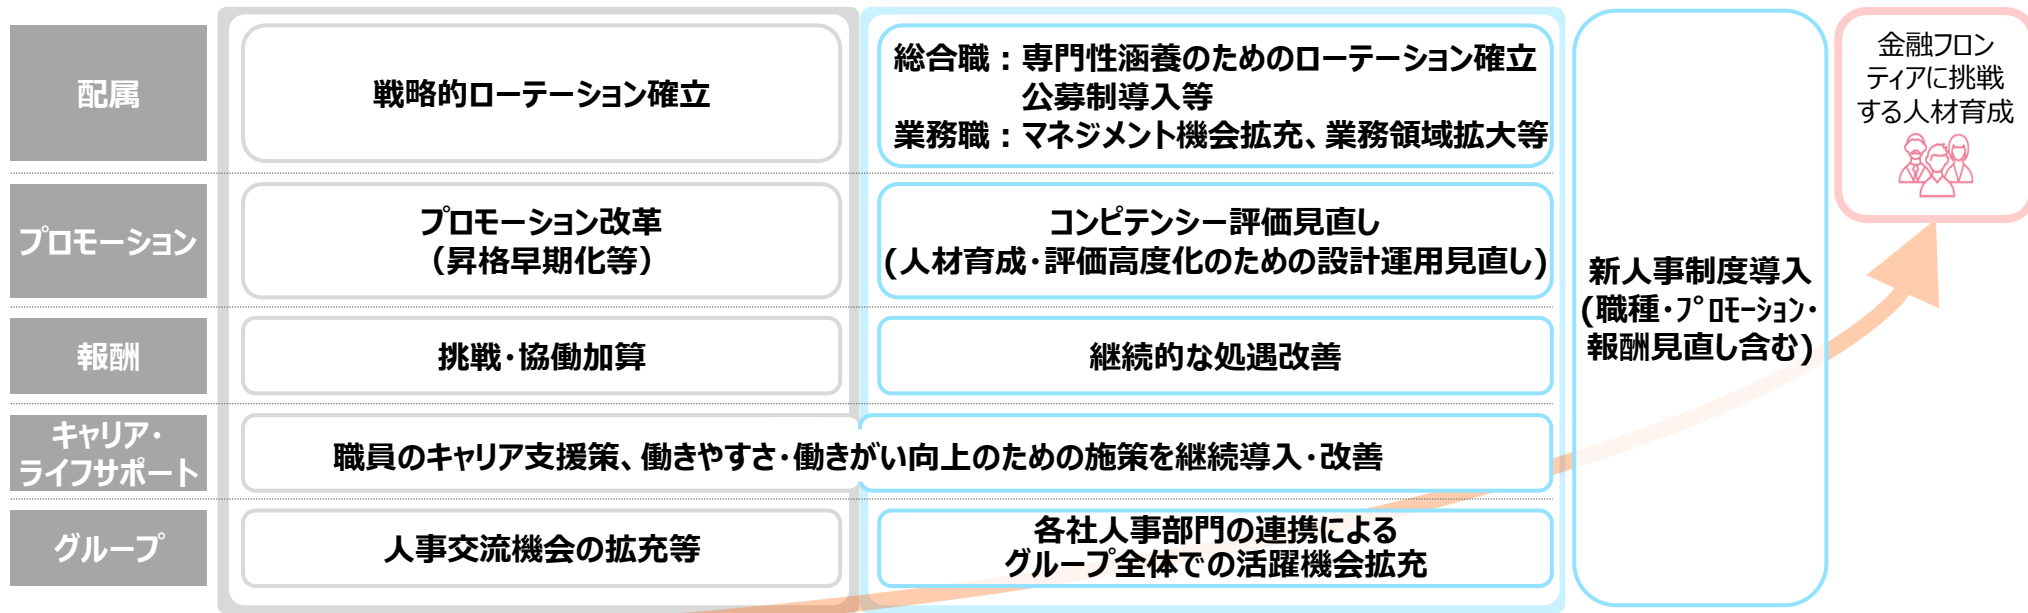 配属
戦略的ローテーション確立
総合職：専門性涵養のためのローテーション確立
公募制導入等
業務職：マネジメント機会拡充、業務領域拡大等
プロモーション
プロモーション改革
（昇格早期化等）
コンピテンシー評価見直し
(人材育成・評価高度化のための設計運用見直し)
報酬
挑戦・協働加算
継続的な処遇改善
キャリア・
ライフサポート
職員のキャリア支援策、働きやすさ・働きがい向上のための施策を継続導入・改善
グループ
人事交流機会の拡充等
各社人事部門の連携による
グループ全体での活躍機会拡充
新人事制度導入
(職種・ﾌﾟﾛﾓｰｼｮﾝ・
報酬見直し含む)
金融フロン
ティアに挑戦
する人材育成